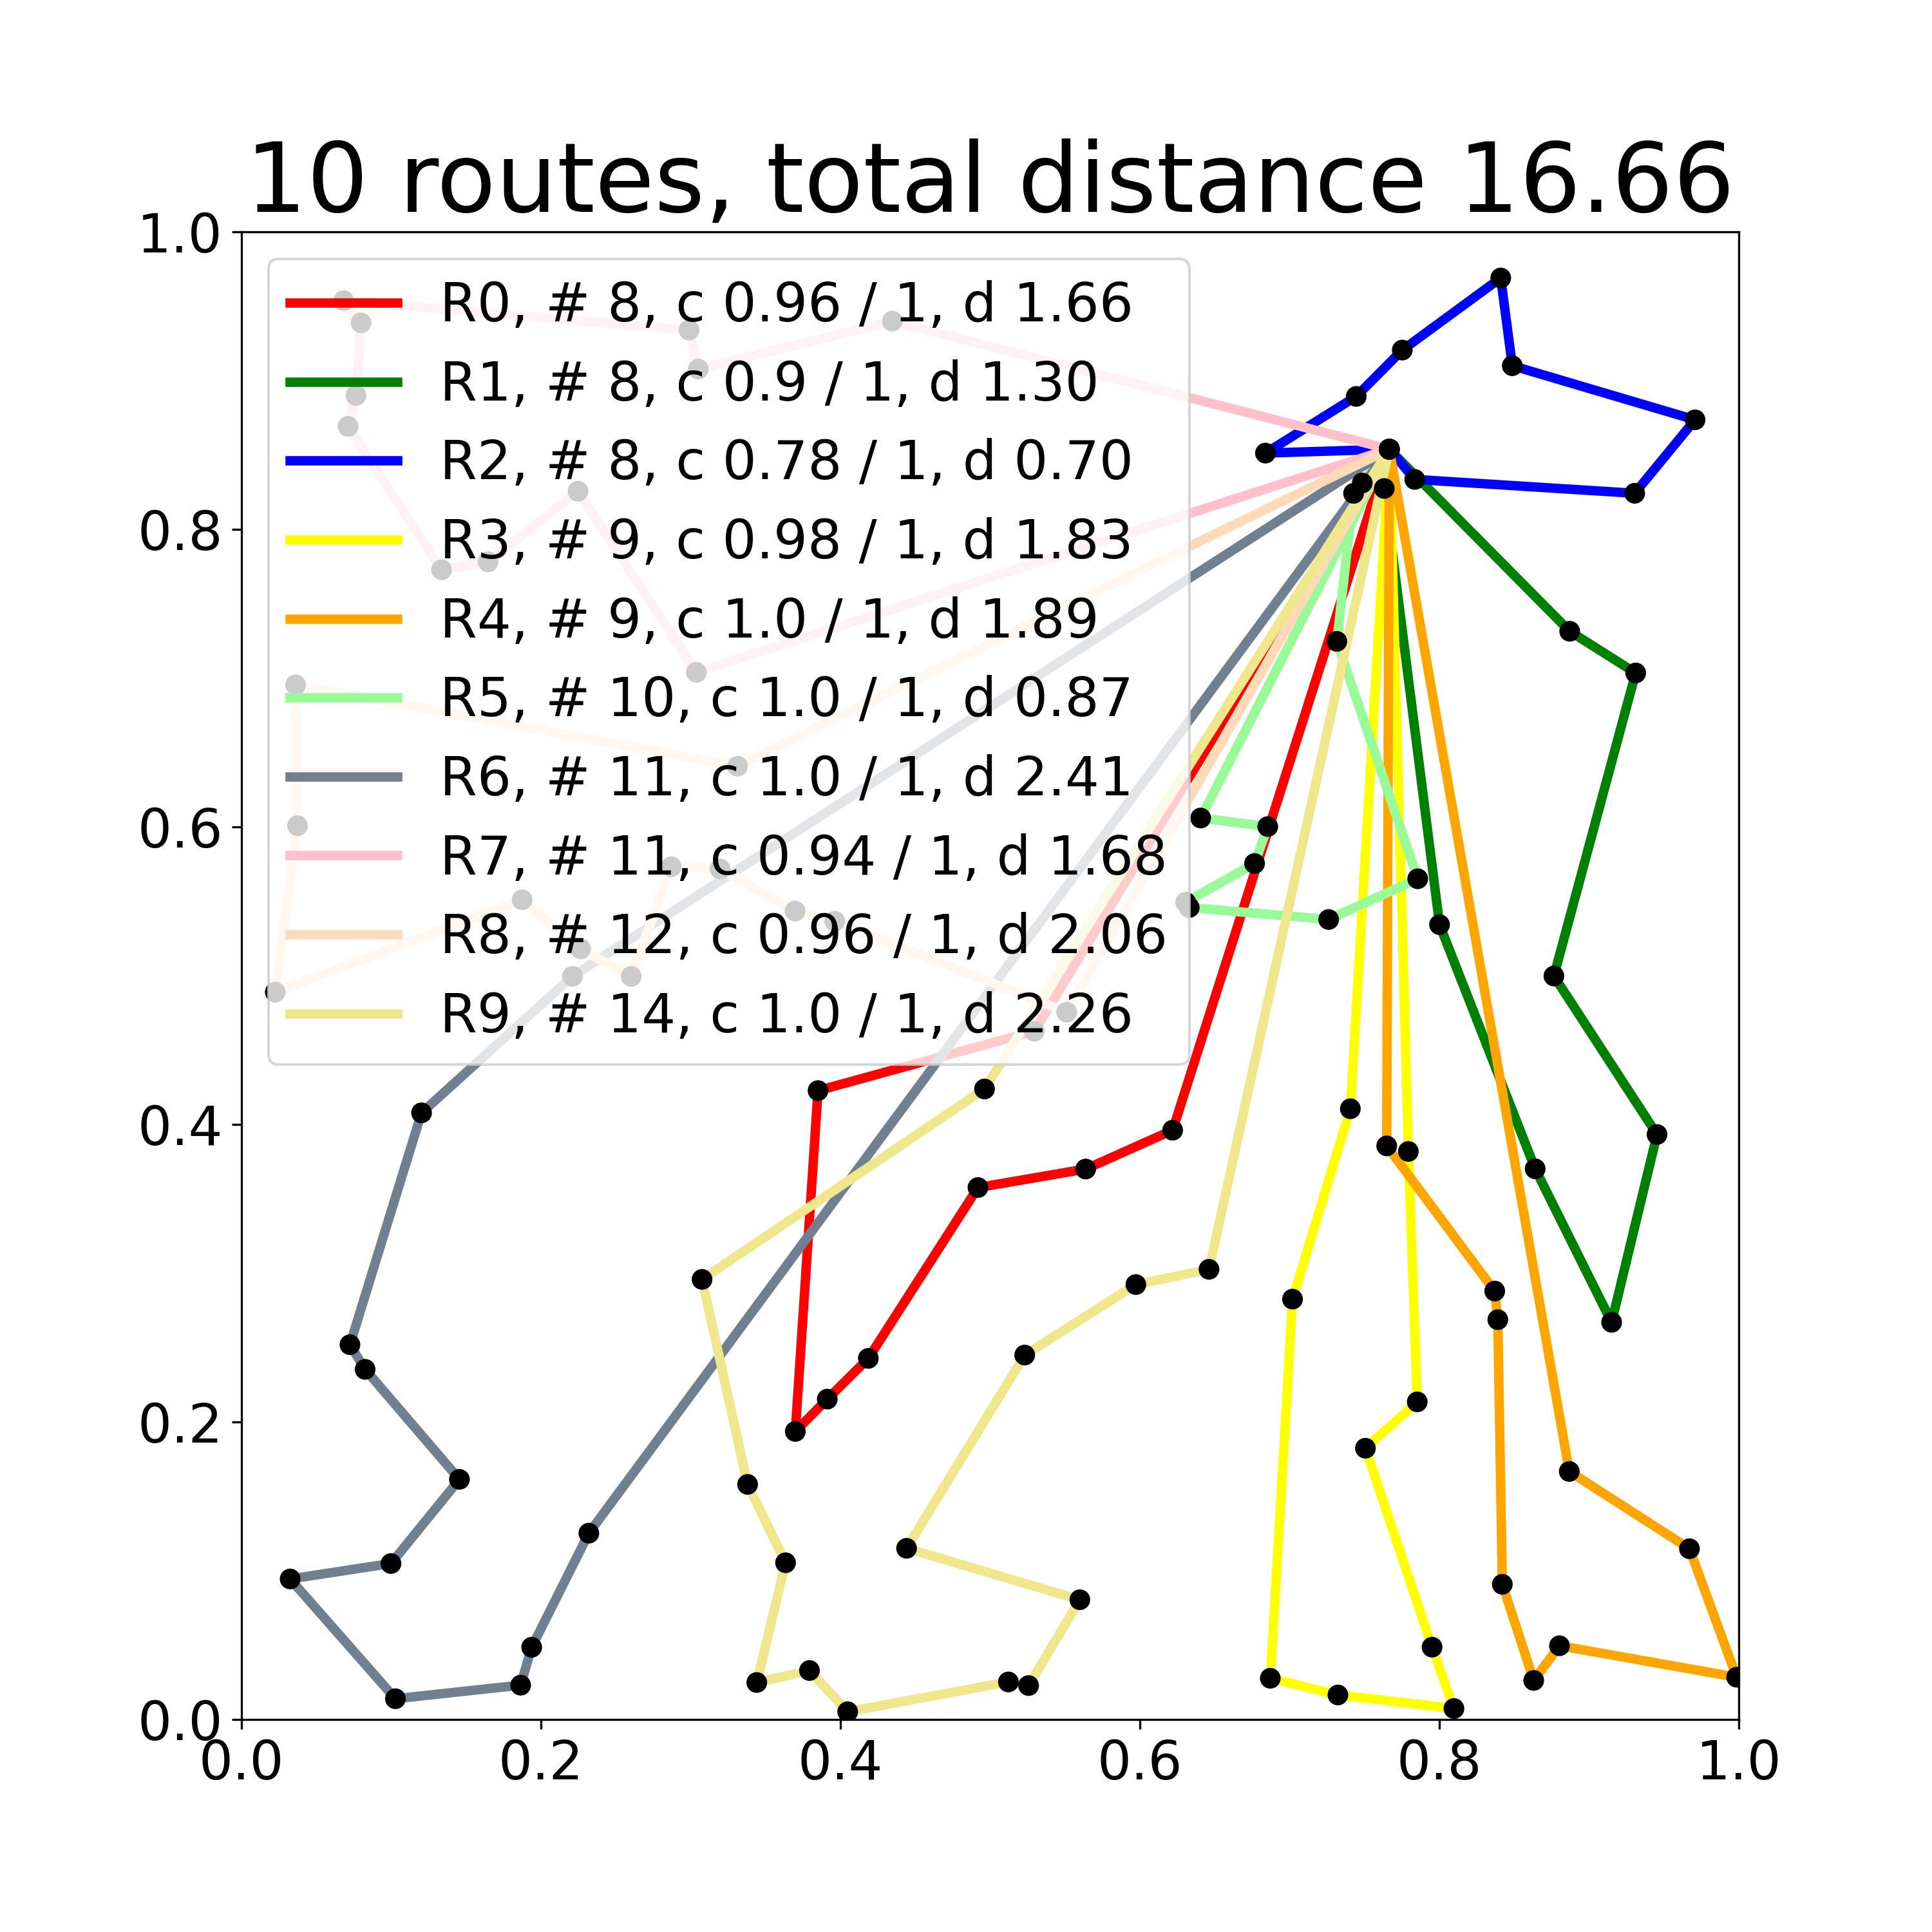 10 routes, total distance 16.66
1.0
0.8
0.6
0.4
0.2
0.0
R0, # 8, c 0.96 / 1, d 1.66
R1, # 8, c 0.9 / 1, d 1.30
R2, # 8, c 0.78 / 1, d 0.70
R3, # 9, c 0.98 / 1, d 1.83
R4, # 9, c 1.0 / 1, d 1.89
R5, # 10, c 1.0 / 1, d 0.87
R6, # 11, c 1.0 / 1, d 2.41
R7, # 11, c 0.94 / 1, d 1.68
R8, # 12, c 0.96 / 1, d 2.06
R9, # 14, c 1.0 / 1, d 2.26
0.0 0.2 0.4 0.6 0.8 1.0